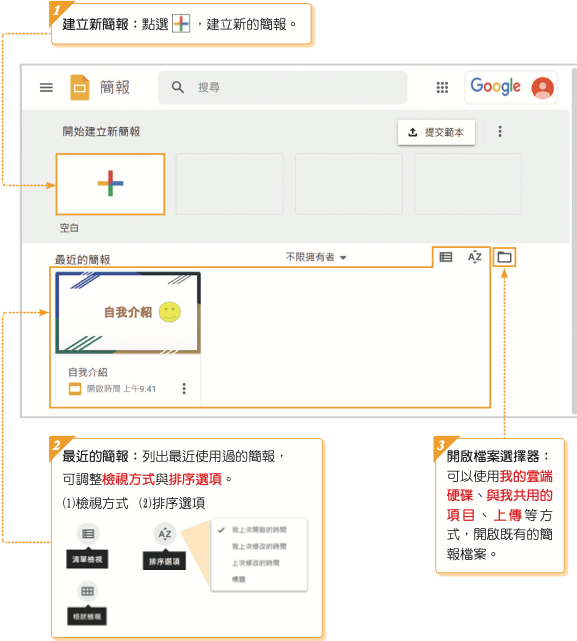 1
建立新簡報：點選 ，建立新的簡報。
簡報
搜尋
Google
開始建立新簡報
提交範本
空白
最近的簡報
不限擁有者
AZ
自我介紹
自我介紹
開啟時間 上午9:41
2
最近的簡報：列出最近使用過的簡報，
可調整檢視方式與排序選項。
(1)檢視方式 (2)排序選項
清單檢視
格狀檢視
AZ
排序選項
我上次開啟的時間
我上次修改的時間
上次修改的時間
標題
3
開啟檔案選擇器：
可以使用我的雲端
硬碟、與我共用的
項目、上傳等方
式，開啟既有的簡
報檔案。